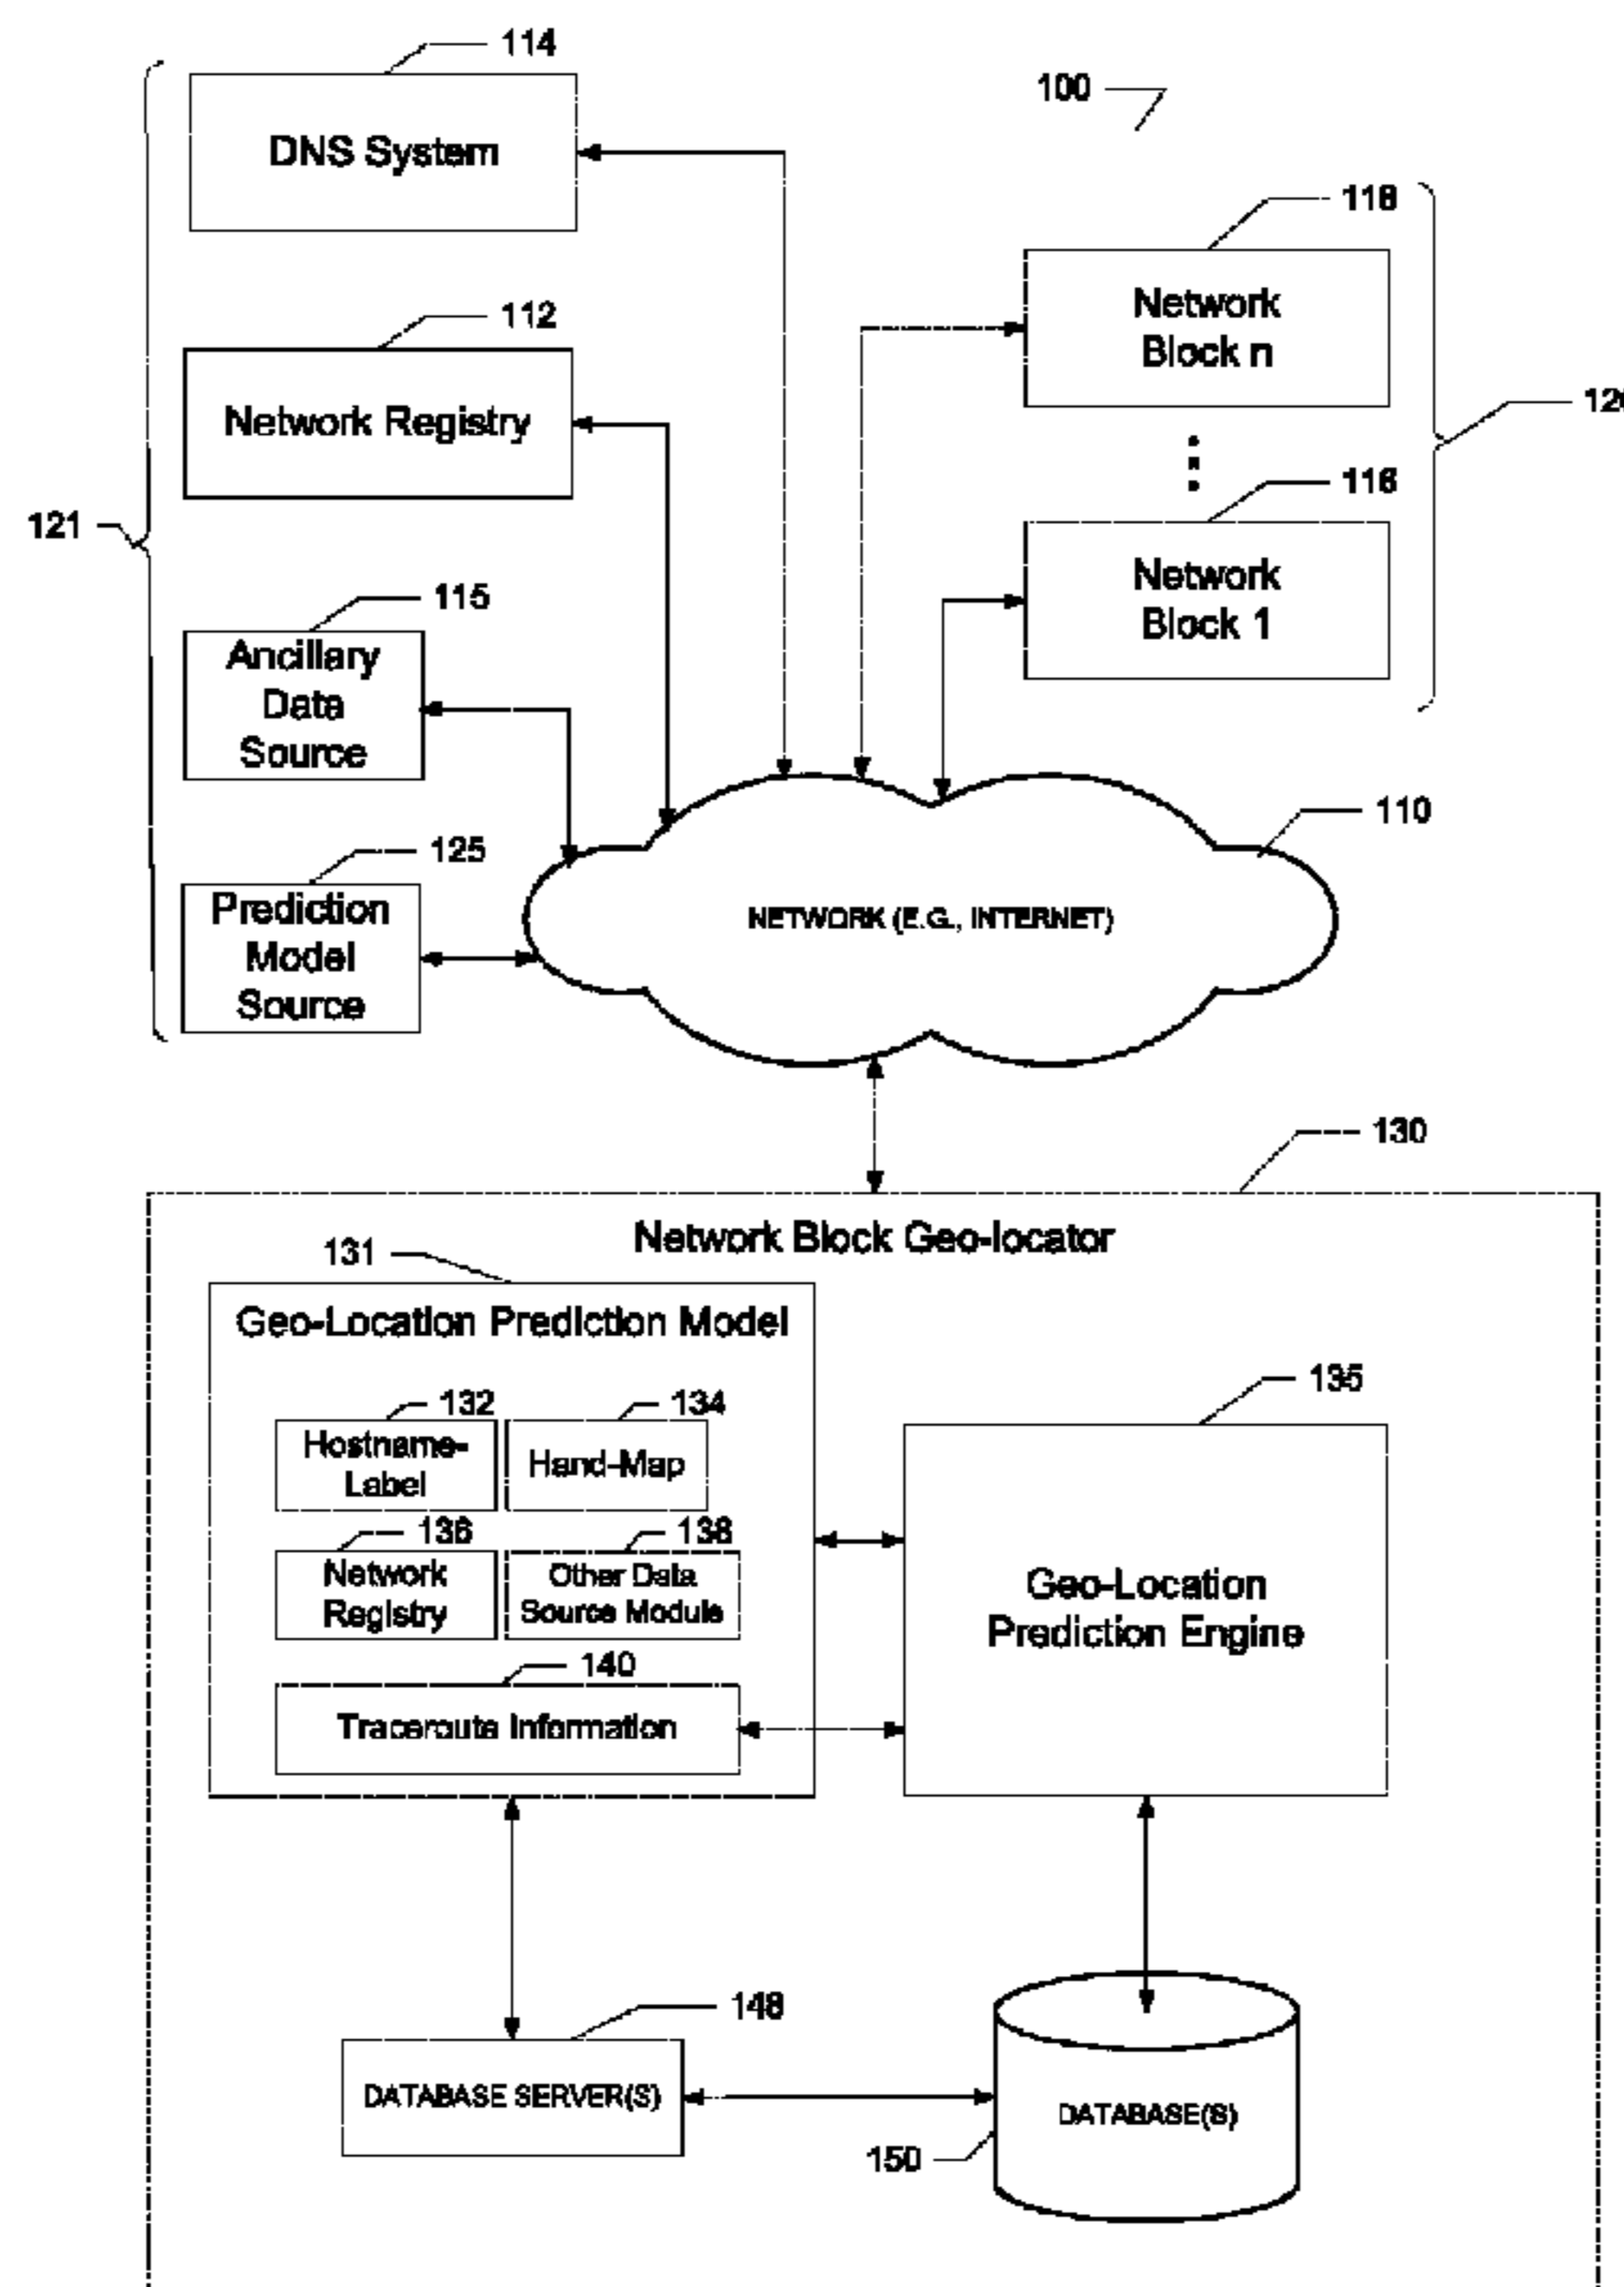 114
100
DNS System
118
Network
Block n
112
Network Registry
116
Network
Block 1
121
115
Ancillary
Data
Source
110
125
Prediction
Model
Source
NETWORK (E.G., INTERNET)
130
Network Block Geo-locator
131
Geo-Location Prediction Model
135
132
Hostname-
Label
134
Hand-Map
136
Network
Registry
138
Other Data
Source Module
Geo-Location
Prediction Engine
140
Traceroute Information
148
DATABASE SERVER(S)
DATABASE(S)
150